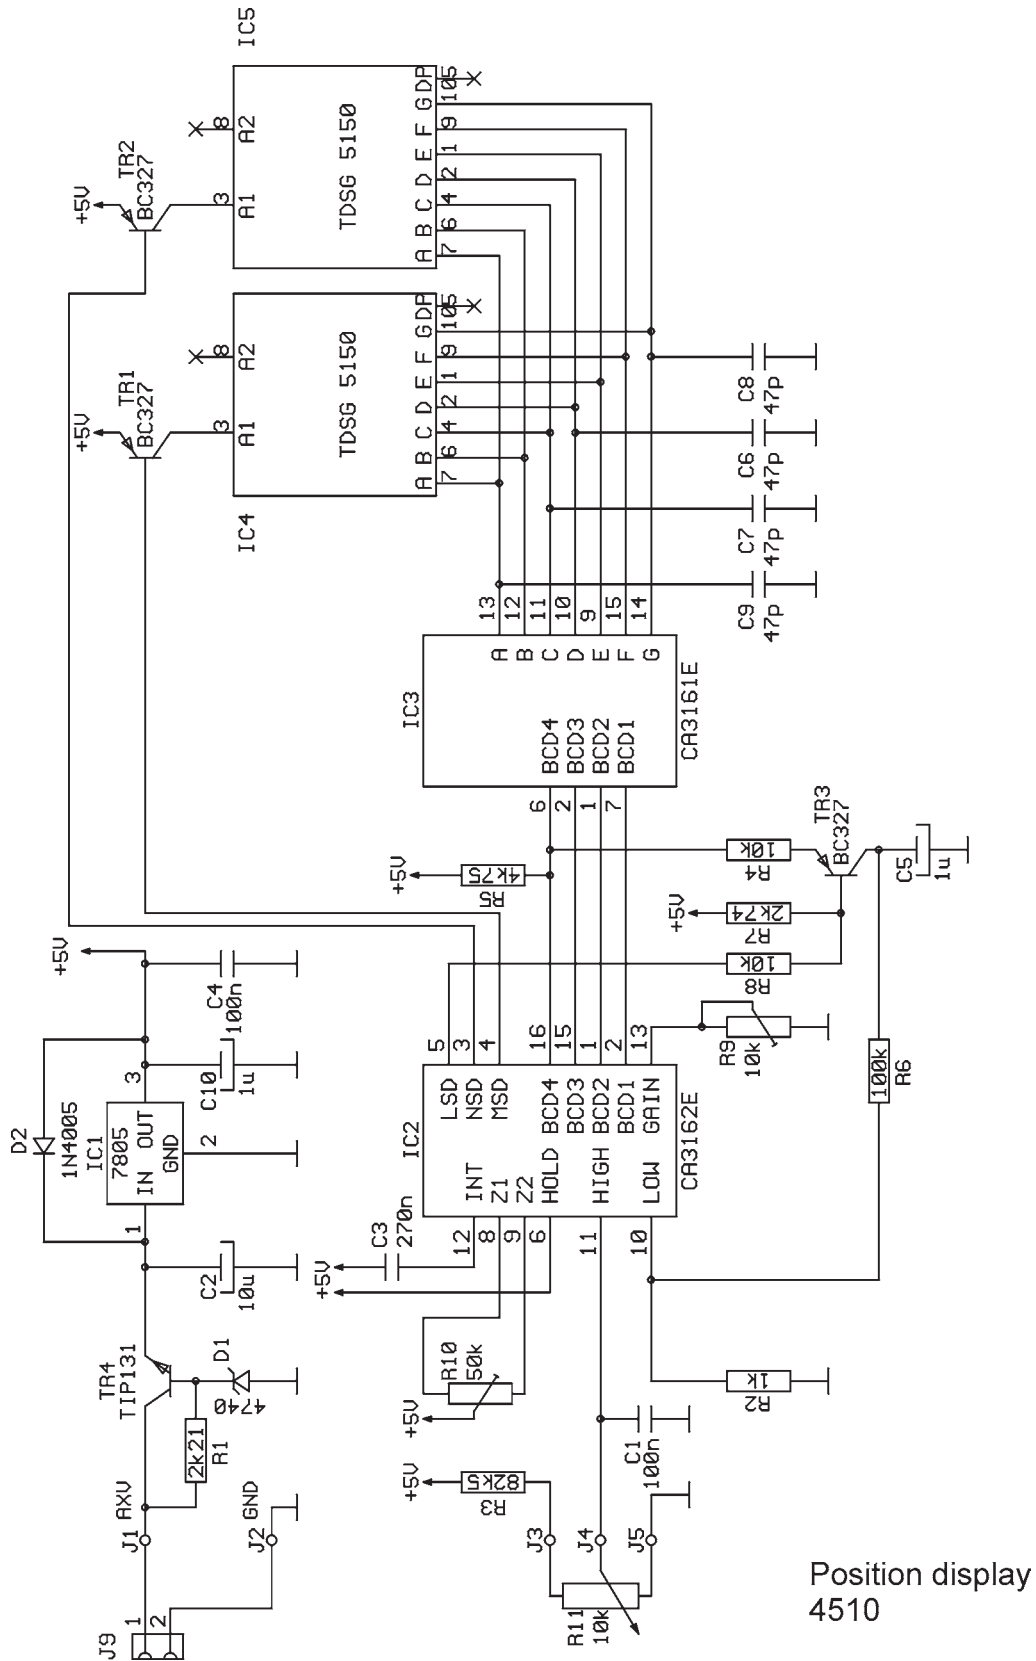 IC5
TR2
BC327
+5V
8
3
A2
A1
TDSG 5150
A B C D E F G DP
7 6 4 2 1 9 10 5
TR1
BC327
+5V
8
3
A2
A1
TDSG 5150
A B C D E F G DP
7 6 4 2 1 9 10 5
IC4
C8
47p
C6
47p
C7
47p
C9
47p
13
12
11
10
9
15
14
A
B
C
D
E
F
G
IC3
CA3161E
BCD4
BCD3
BCD2
BCD1
6
2
1
7
+5V
4k75
R5
10k
R4
TR3
BC327
C5
1u
+5V
2k74
R7
10k
R8
R9
10k
100k
R6
+5V
C4
100n
C10
1u
D2
1N4005
IC1
7805
IN OUT
GND
1
3
2
C2
10u
5
3
4
16
15
1
2
13
LSD
NSD
MSD
BCD4
BCD3
BCD2
BCD1
GAIN
IC2
CA3162E
INT
Z1
Z2
HOLD
HIGH
LOW
12
8
9
6
11
10
C3
270n
+5V
R10
50k
+5V
TR4
TIP131
D1
4740
2k21
R1
AXV
GND
J1
J2
J9
1
2
+5V
82k5
R3
C1
100n
1k
R2
J3
J4
J5
R11
10k
Position display
4510